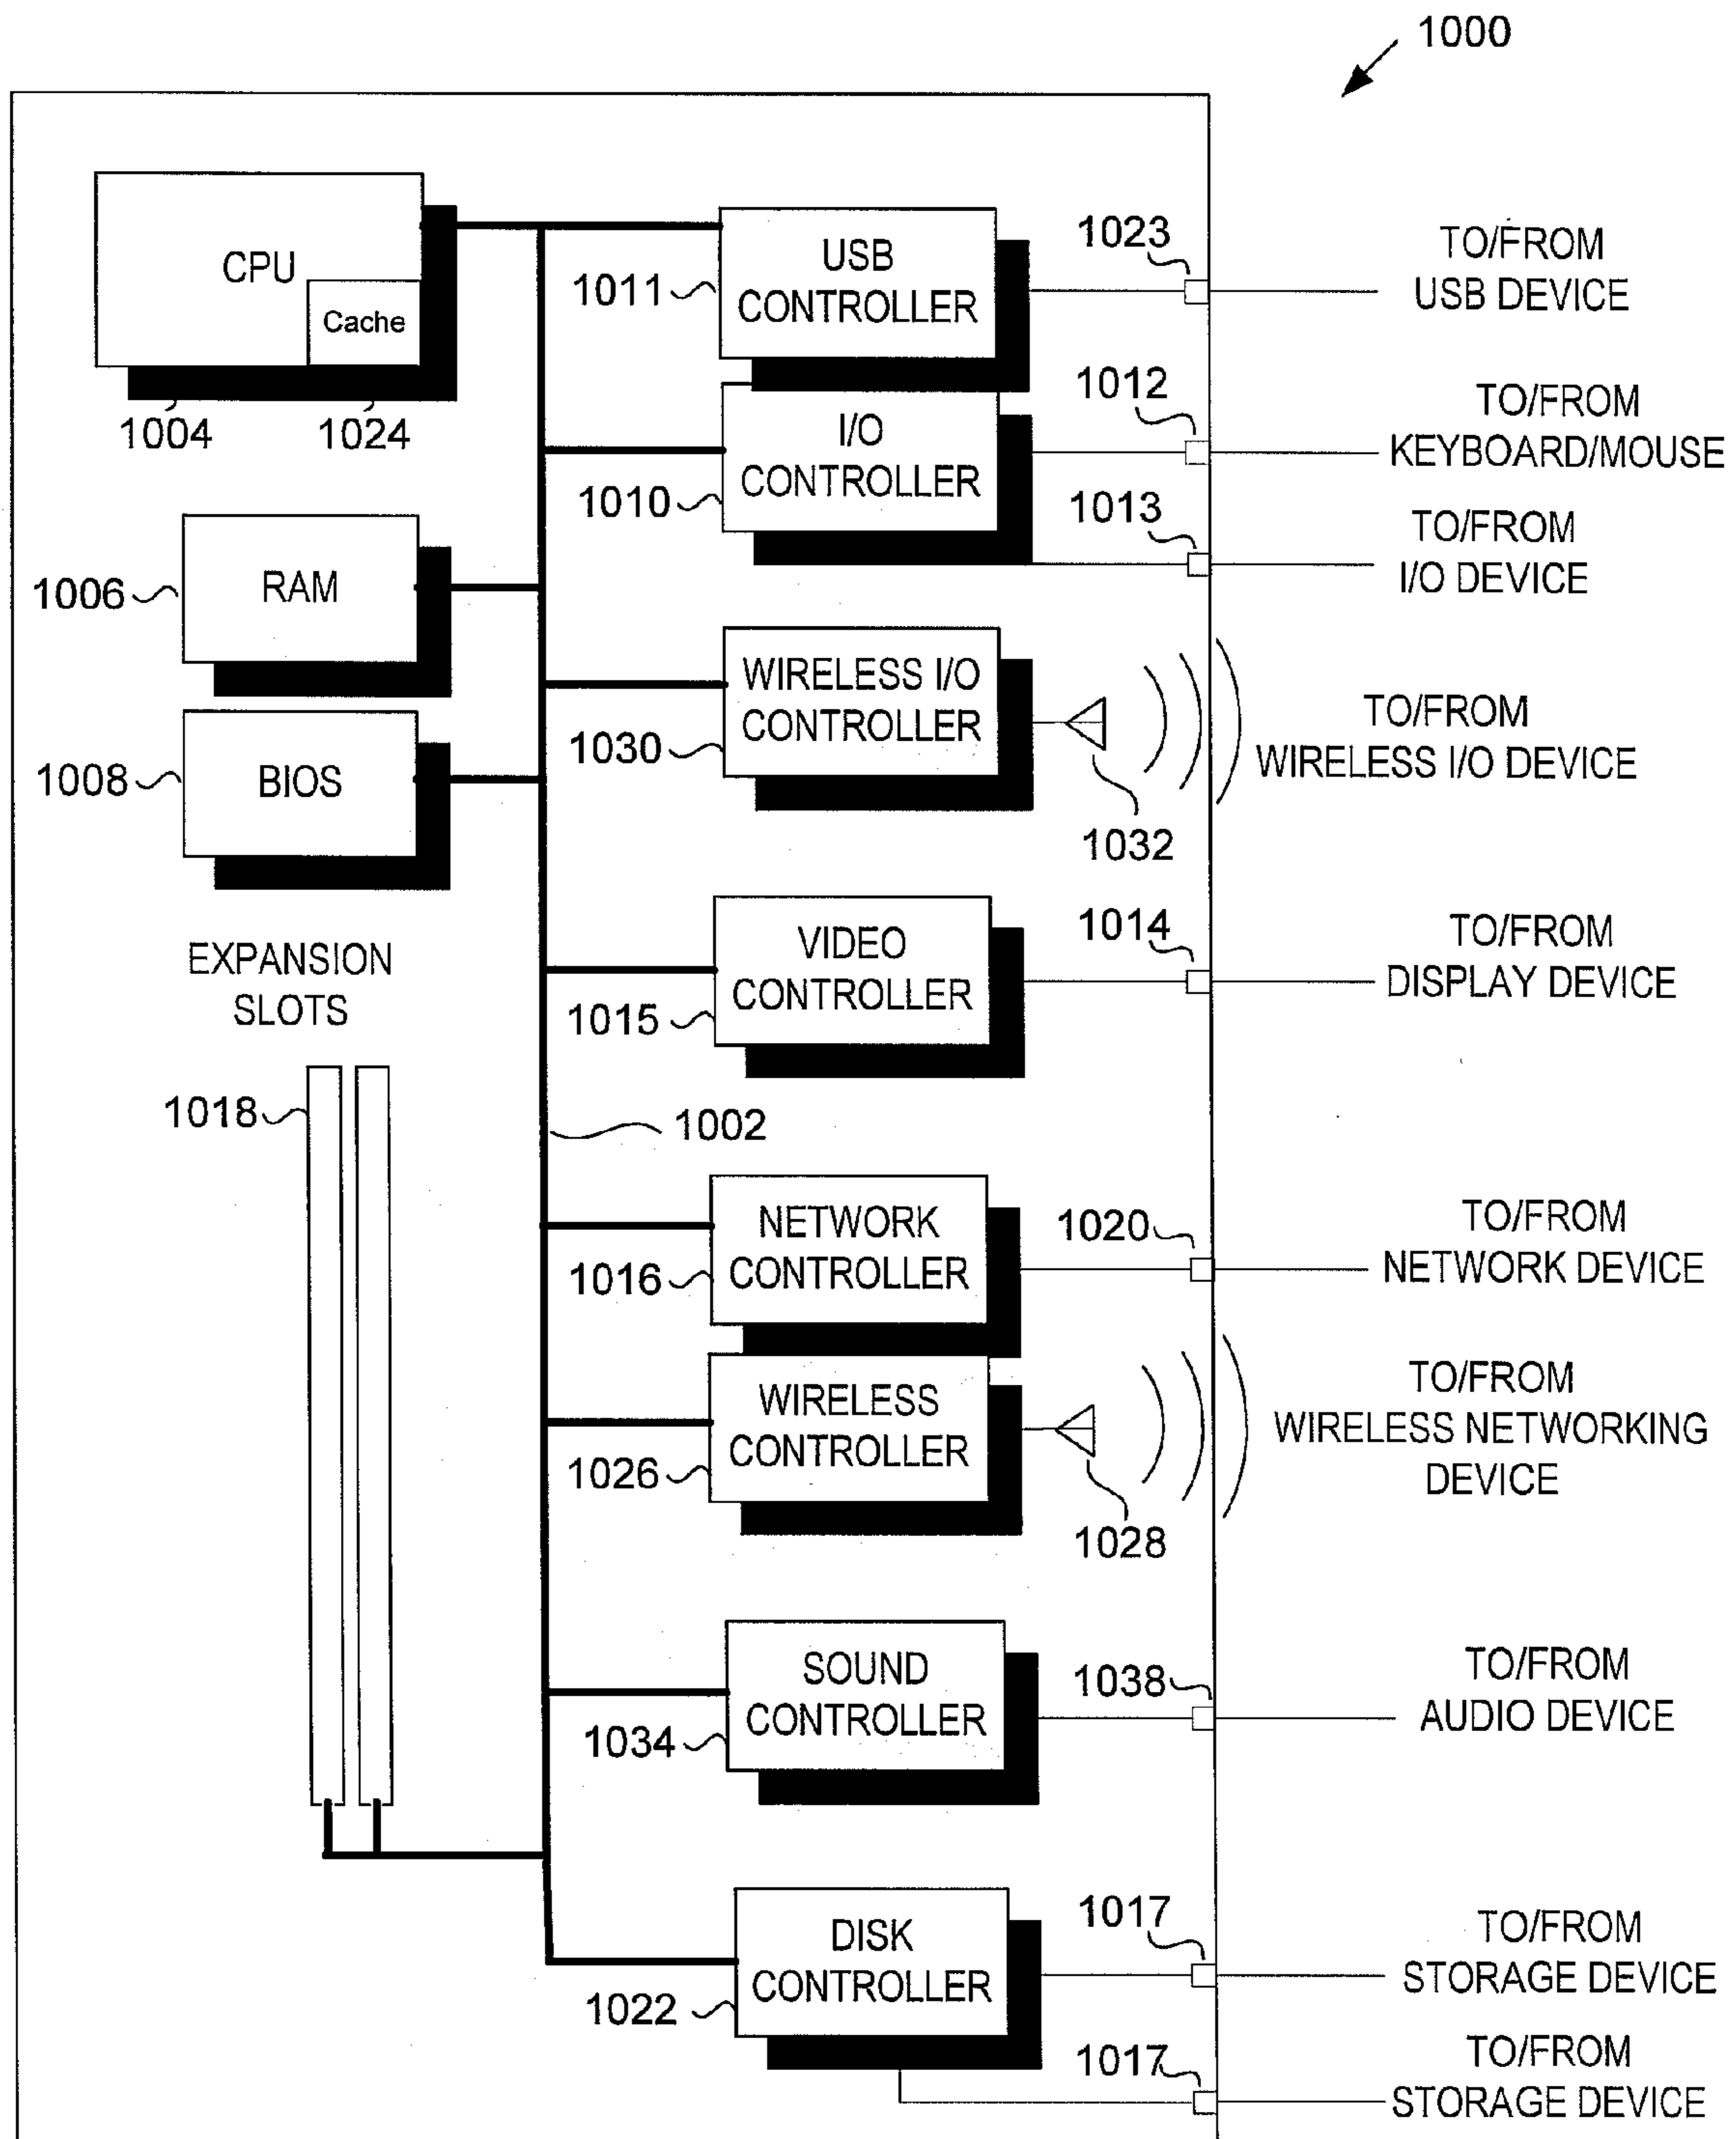 1000
CPU
Cache
1004
1024
USB
CONTROLLER
1011
1023
TO/FROM
USB DEVICE
I/O
CONTROLLER
1010
1012
TO/FROM
KEYBOARD/MOUSE
1013
TO/FROM
I/O DEVICE
RAM
1006
WIRELESS I/O
CONTROLLER
1030
1032
TO/FROM
WIRELESS I/O DEVICE
BIOS
1008
EXPANSION
SLOTS
1018
VIDEO
CONTROLLER
1015
1014
TO/FROM
DISPLAY DEVICE
1002
NETWORK
CONTROLLER
1016
1020
TO/FROM
NETWORK DEVICE
WIRELESS
CONTROLLER
1026
1028
TO/FROM
WIRELESS NETWORKING
DEVICE
SOUND
CONTROLLER
1034
1038
TO/FROM
AUDIO DEVICE
DISK
CONTROLLER
1022
1017
TO/FROM
STORAGE DEVICE
1017
TO/FROM
STORAGE DEVICE